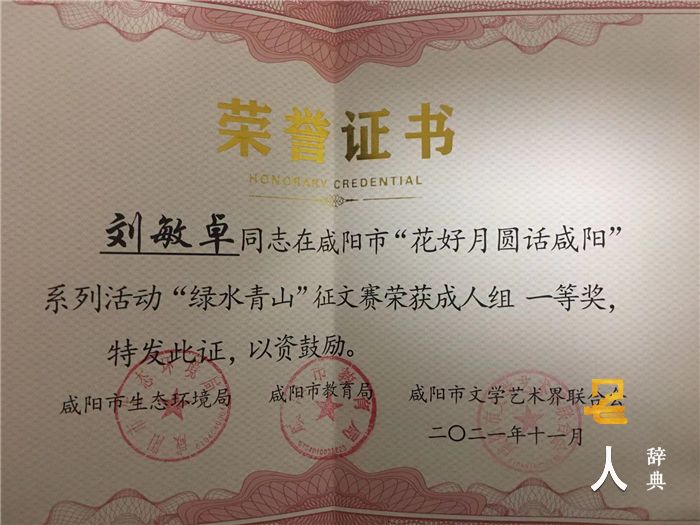 荣誉证书
HONORARY CREDENTIAL
刘敏卓同志在咸阳市“花好月圆话咸阳”
系列活动“绿水青山”征文赛荣获成人组 一等奖，
特发此证，以资鼓励。
咸阳市生态环境局 咸阳市教育局 咸阳市文学艺术界联合会
二〇二一年十一月
人 辞典